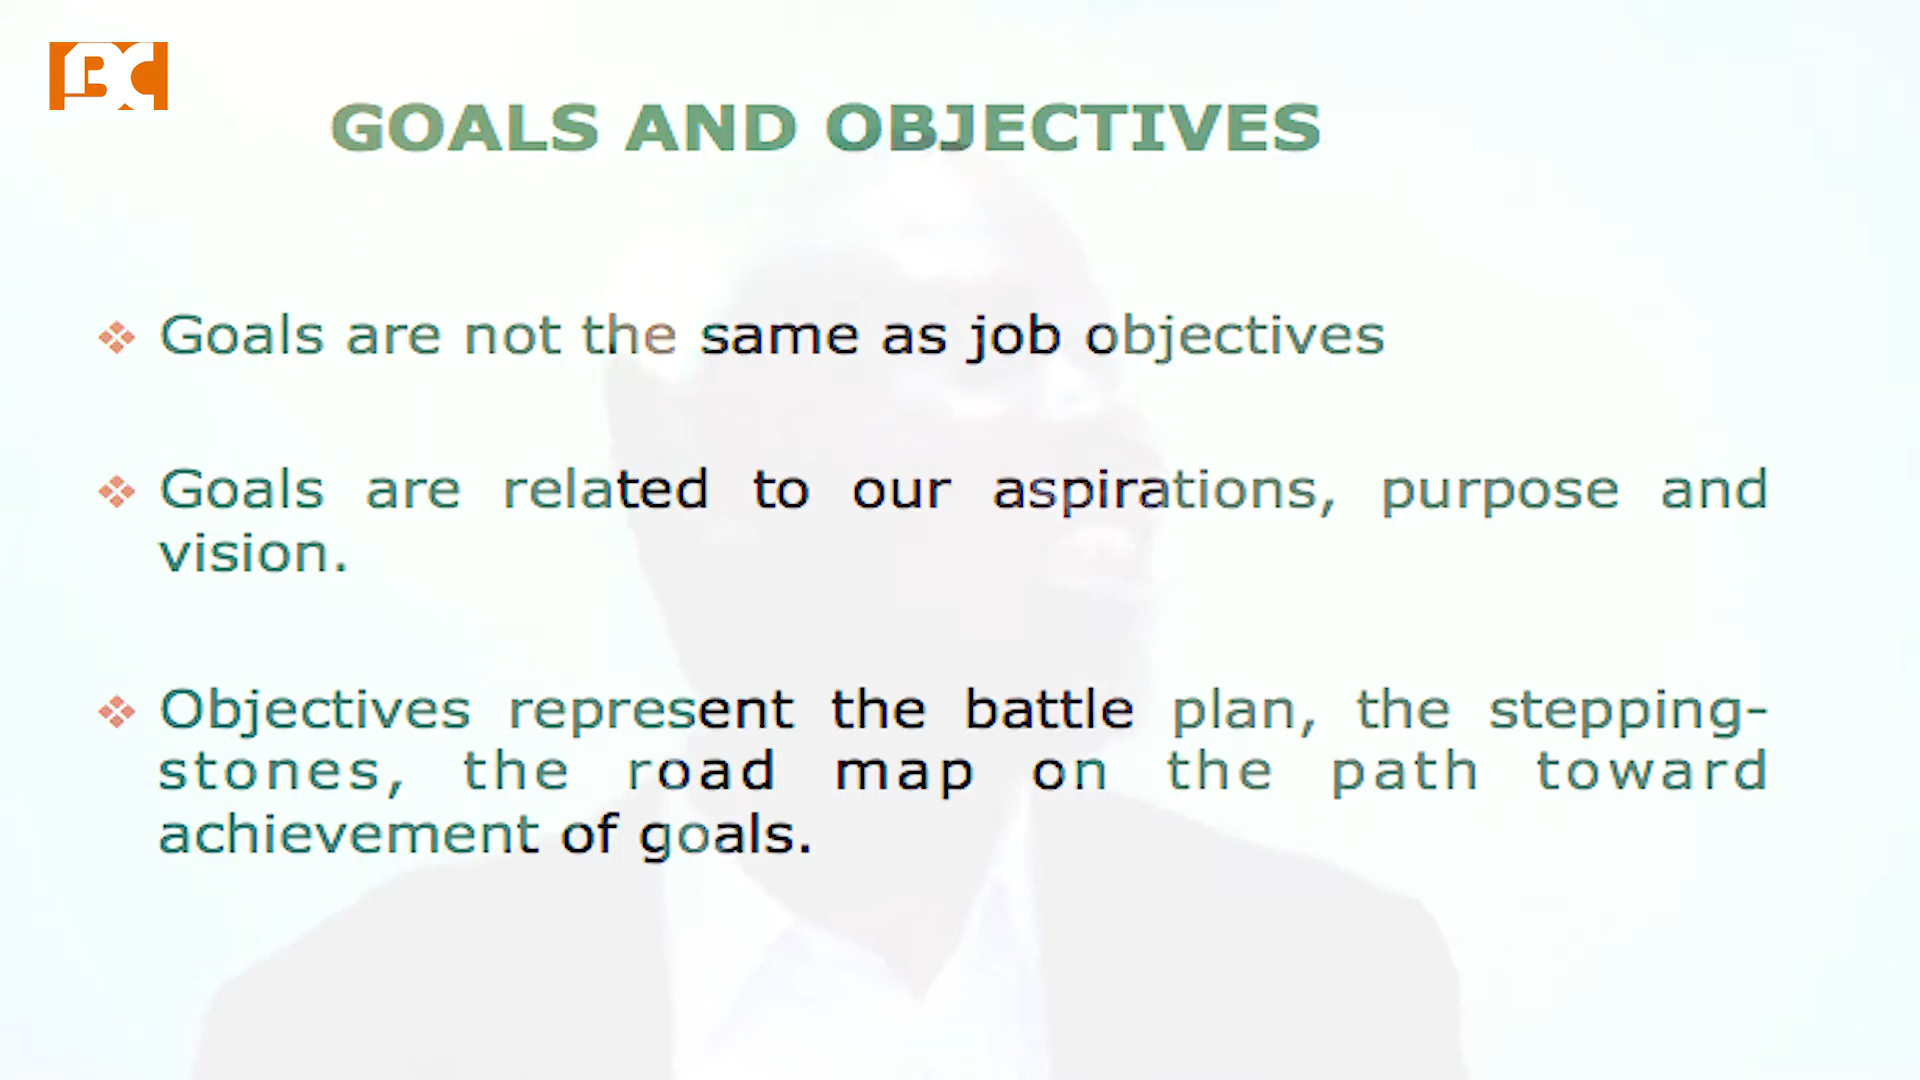 BC
GOALS AND OBJECTIVES
Goals are not the same as job objectives
Goals are related to our aspirations, purpose and
vision.
Objectives represent the battle plan, the stepping-
stones, the road map on the path toward
achievement of goals.